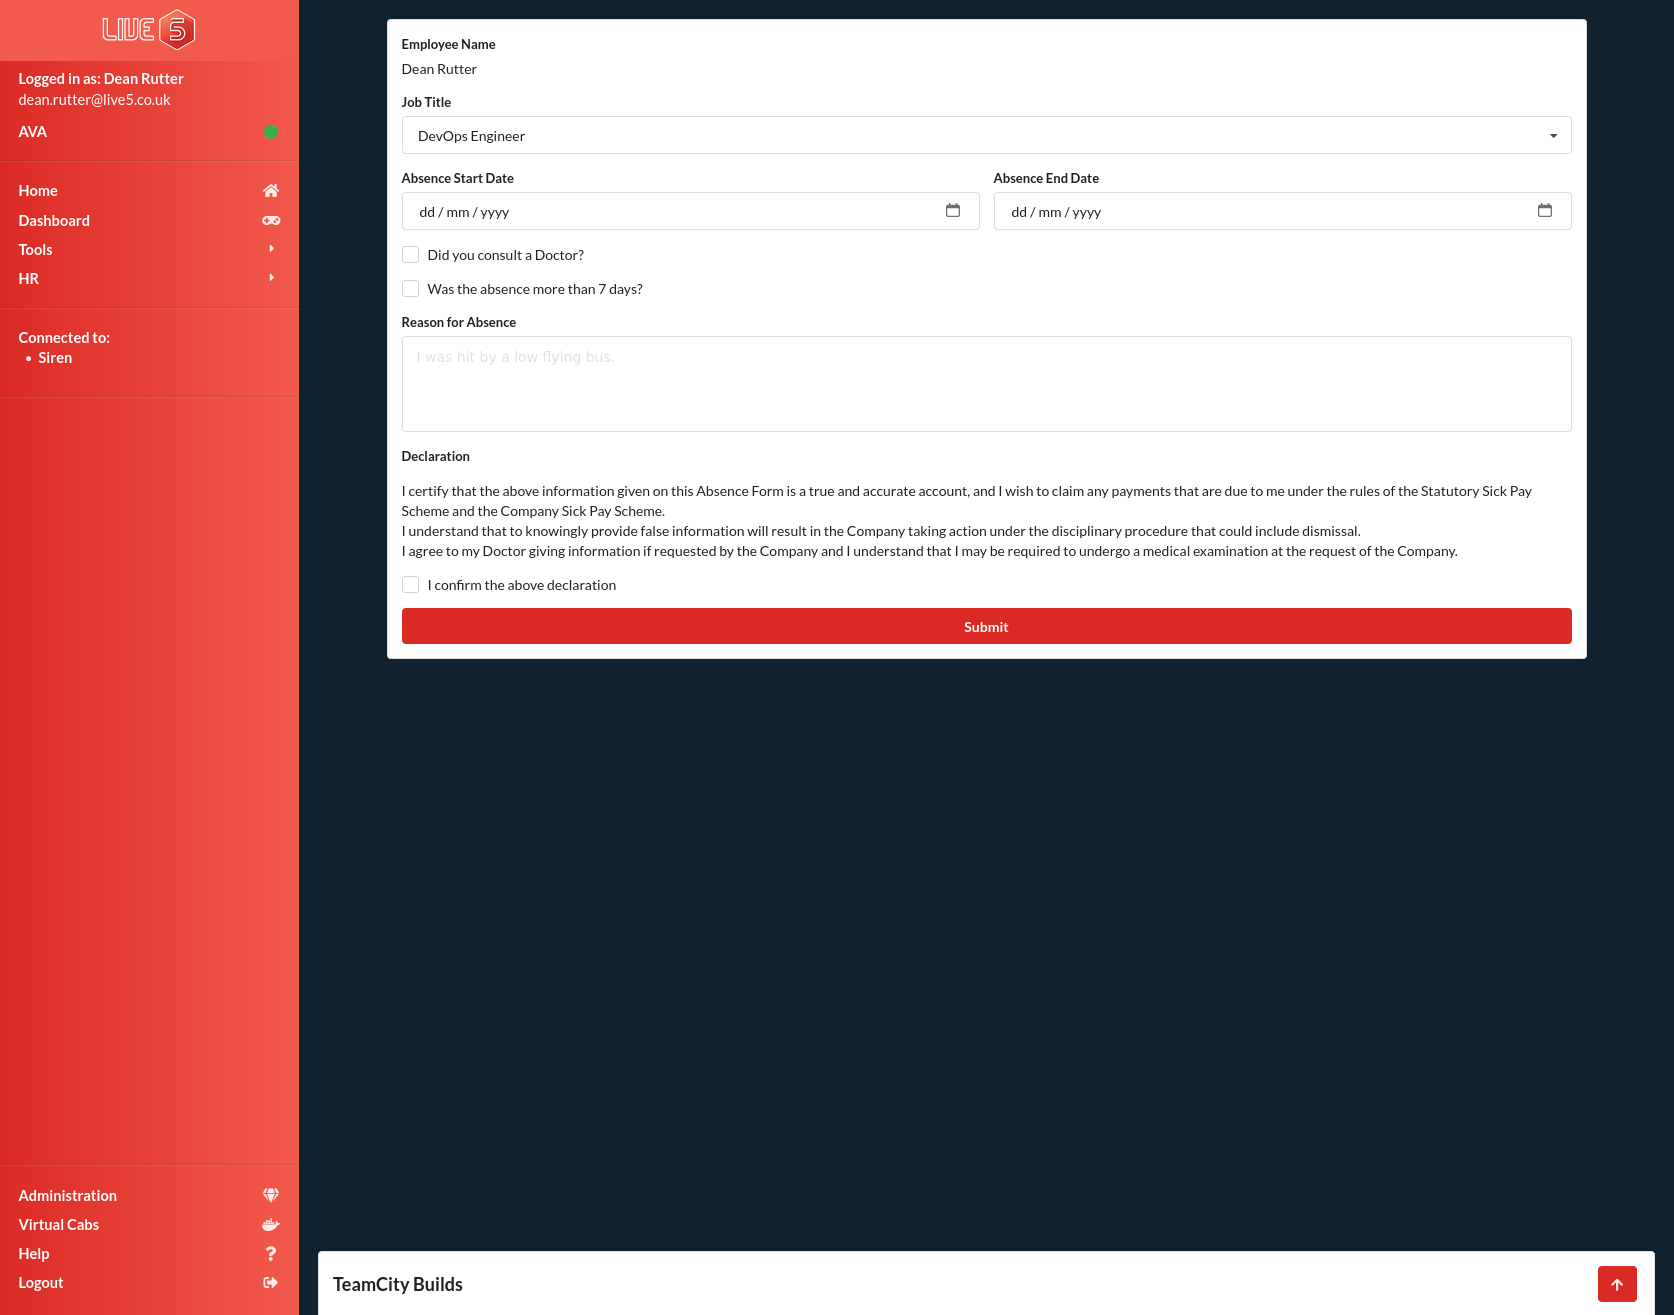 LIVE 5
Logged in as: Dean Rutter
dean.rutter@live5.co.uk
AVA
Home
Dashboard
Tools
HR
Connected to:
• Siren
Administration
Virtual Cabs
Help
Logout
Employee Name
Dean Rutter
Job Title
DevOps Engineer
Absence Start Date
Absence End Date
dd / mm / yyyy
dd / mm / yyyy
Did you consult a Doctor?
Was the absence more than 7 days?
Reason for Absence
I was hit by a low flying bus.
Declaration
I certify that the above information given on this Absence Form is a true and accurate account, and I wish to claim any payments that are due to me under the rules of the Statutory Sick Pay
Scheme and the Company Sick Pay Scheme.
I understand that to knowingly provide false information will result in the Company taking action under the disciplinary procedure that could include dismissal.
I agree to my Doctor giving information if requested by the Company and I understand that I may be required to undergo a medical examination at the request of the Company.
I confirm the above declaration
Submit
TeamCity Builds